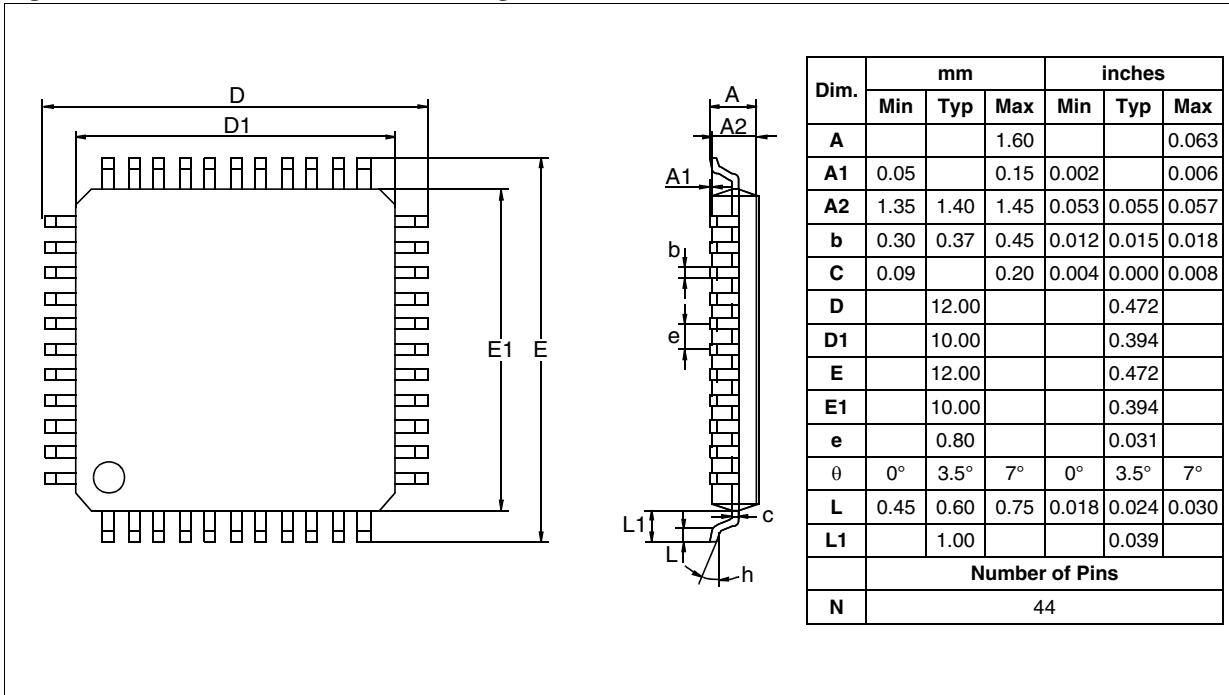 D
D1
A
A2
A1
b
e
E1
E
L1
c
L
h
Dim. mm inches
Min Typ Max Min Typ Max
A 1.60 0.063
A1 0.05 0.15 0.002 0.006
A2 1.35 1.40 1.45 0.053 0.055 0.057
b 0.30 0.37 0.45 0.012 0.015 0.018
C 0.09 0.20 0.004 0.000 0.008
D 12.00 0.472
D1 10.00 0.394
E 12.00 0.472
E1 10.00 0.394
e 0.80 0.031
θ 0° 3.5° 7° 0° 3.5° 7°
L 0.45 0.60 0.75 0.018 0.024 0.030
L1 1.00 0.039
Number of Pins
N 44